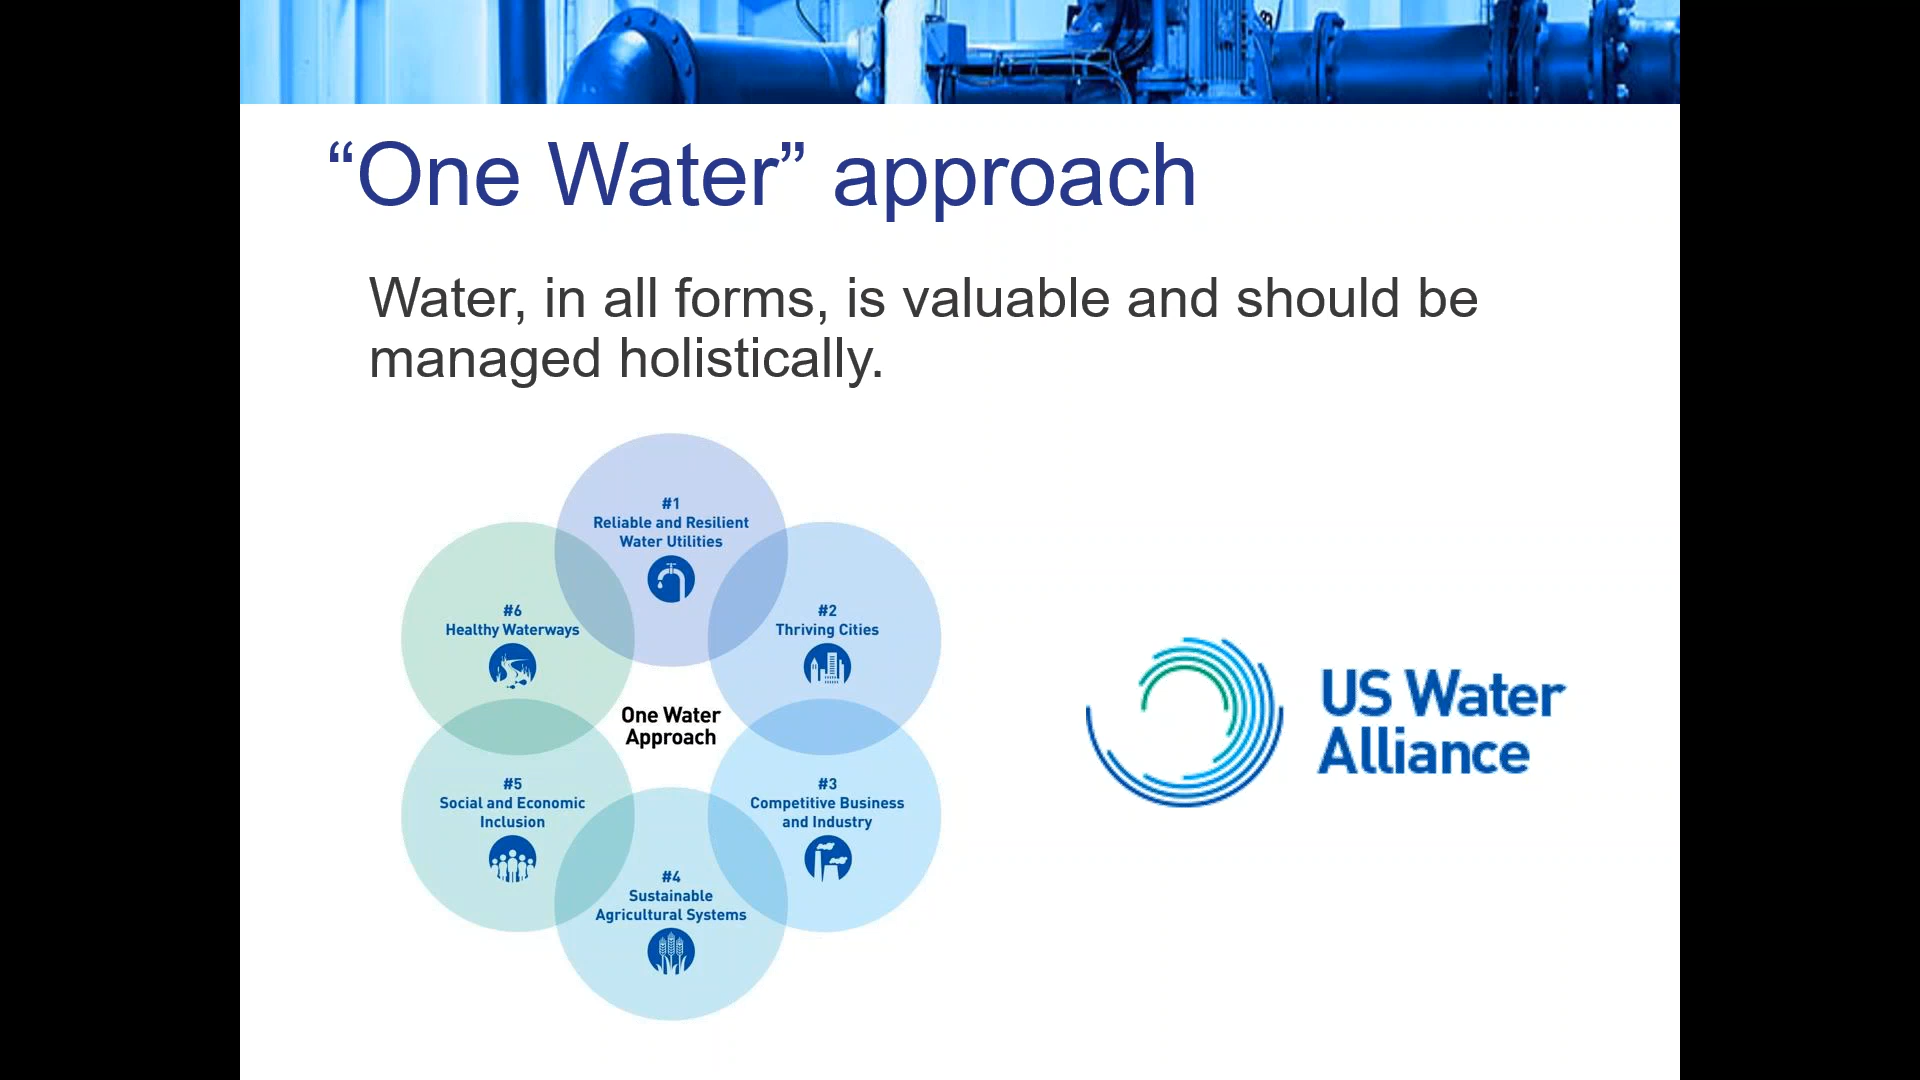 “One Water” approach
Water, in all forms, is valuable and should be
managed holistically.
#1
Reliable and Resilient
Water Utilities
#2
Thriving Cities
#3
Competitive Business
and Industry
#4
Sustainable
Agricultural Systems
#5
Social and Economic
Inclusion
#6
Healthy Waterways
One Water
Approach
US Water
Alliance